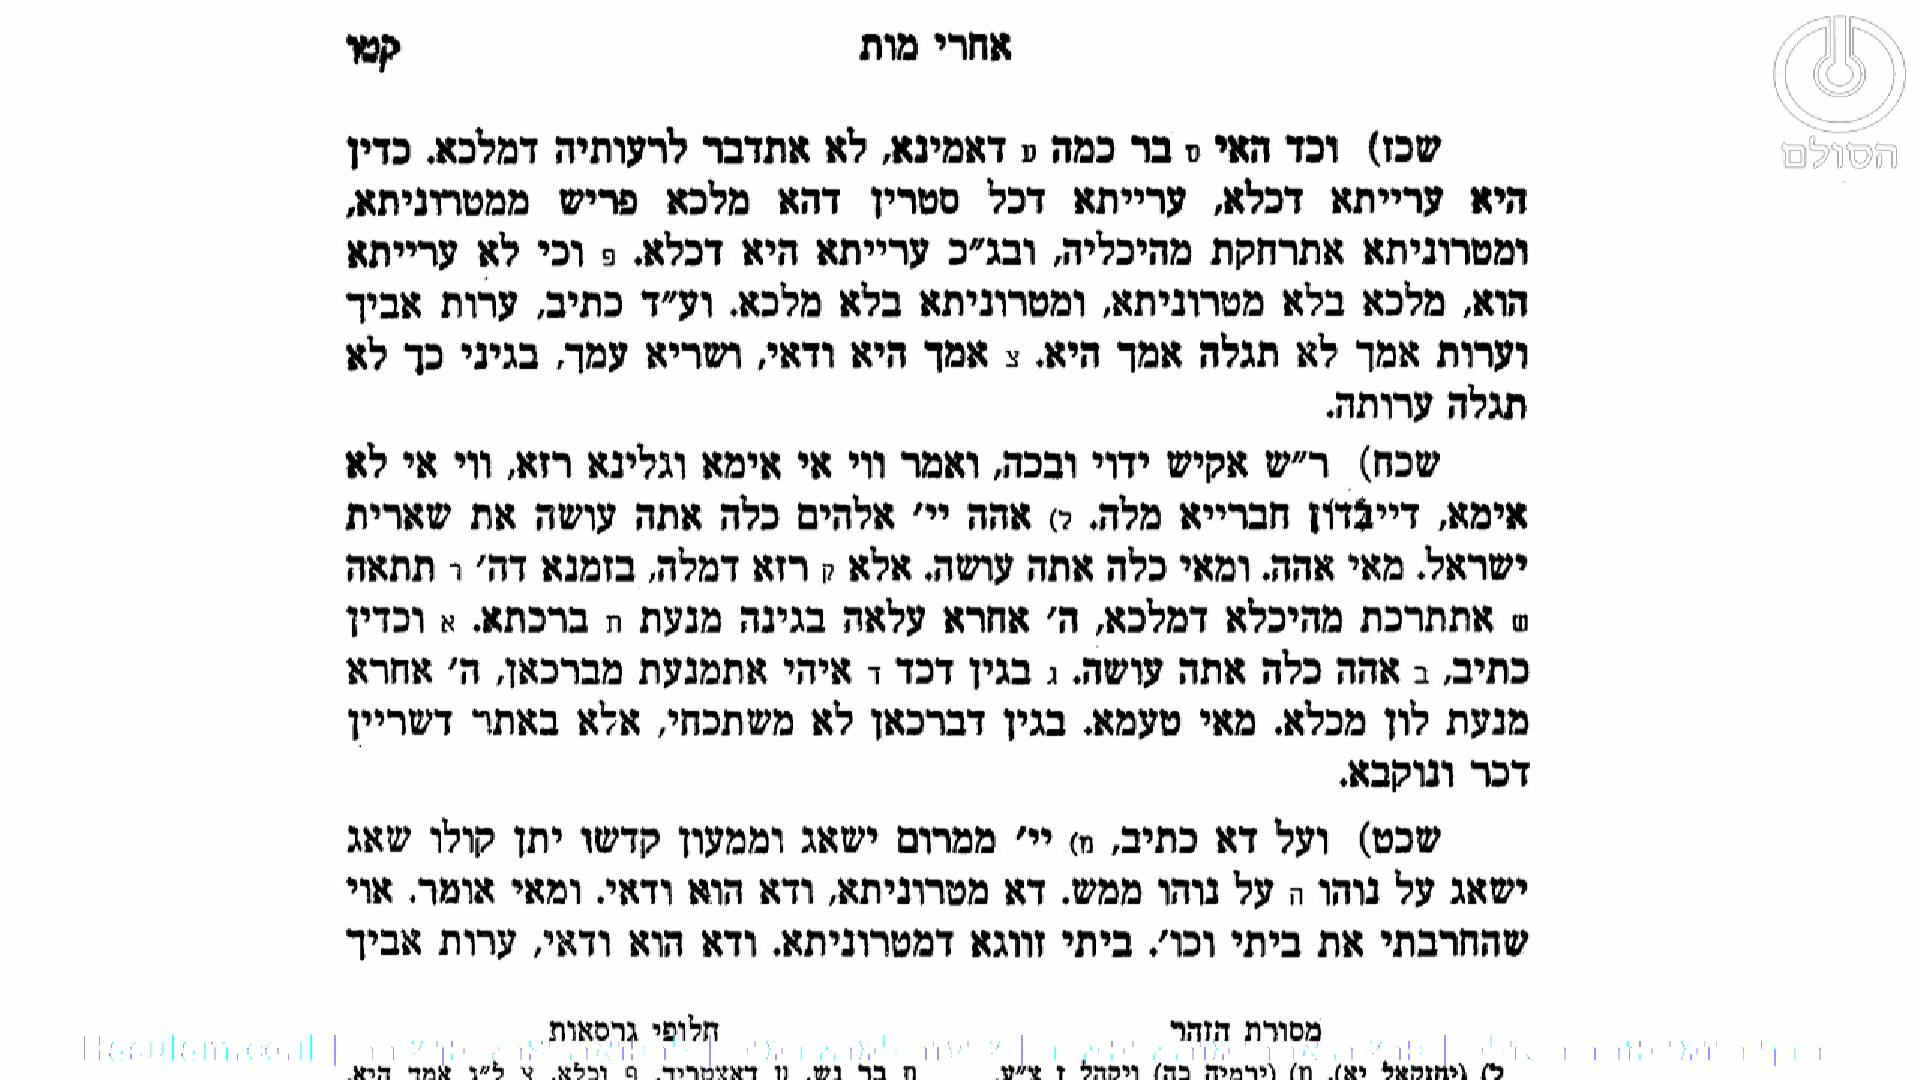 אחרי מות קטו
הסולם
שכז) וכד האי ס בר כמה ע דאמינא, לא אתדבר לרעותיה דמלכא. כדין
היא ערייתא דכלא, ערייתא דכל סטרין דהא מלכא פריש ממטרוניתא,
ומטרוניתא אתרחקת מהיכליה, ובג״כ ערייתא היא דכלא. פ וכי לא ערייתא
הוא, מלכא בלא מטרוניתא, ומטרוניתא בלא מלכא. וע״ד כתיב, ערות אביך
וערות אמך לא תגלה אמך היא. צ אמך היא ודאי, ושריא עמך, בגיני כך לא
תגלה ערותה.
שכח) ר״ש אקיש ידוי ובכה, ואמר ווי אי אימא וגלינא רזא, ווי אי לא
אימא, דייבדון חברייא מלה. ל) אהה יי׳ אלהים כלה אתה עושה את שארית
ישראל. מאי אהה. ומאי כלה אתה עושה. אלא ק רזא דמלה, בזמנא דה׳ ר תתאה
ש אתתרכת מהיכלא דמלכא, ה׳ אחרא עלאה בגינה מנעת ת ברכתא. א וכדין
כתיב, ב אהה כלה אתה עושה. ג בגין דכד ד איהי אתמנעת מברכאן, ה׳ אחרא
מנעת לון מכלא. מאי טעמא. בגין דברכאן לא משתכחי, אלא באתר דשריין
דכר ונוקבא.
שכט) ועל דא כתיב, מ) יי׳ ממרום ישאג וממעון קדשו יתן קולו שאג
ישאג על נוהו ה על נוהו ממש. דא מטרוניתא, ודא הוא ודאי. ומאי אומר. אוי
שהחרבתי את ביתי וכו׳. ביתי זווגא דמטרוניתא. ודא הוא ודאי, ערות אביך
מסורת הזהר חלופי גרסאות